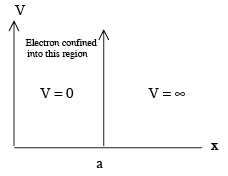 V
Electron confined
into this region
V = 0
V = ∞
x
a